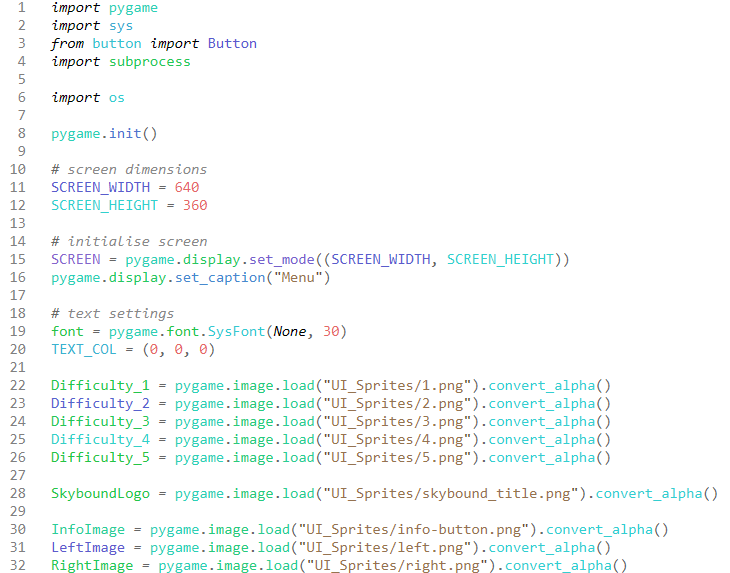 1 import pygame
2 import sys
3 from button import Button
4 import subprocess
5
6 import os
7
8 pygame.init()
9
10 # screen dimensions
11 SCREEN_WIDTH = 640
12 SCREEN_HEIGHT = 360
13
14 # initialise screen
15 SCREEN = pygame.display.set_mode((SCREEN_WIDTH, SCREEN_HEIGHT))
16 pygame.display.set_caption("Menu")
17
18 # text settings
19 font = pygame.font.SysFont(None, 30)
20 TEXT_COL = (0, 0, 0)
21
22 Difficulty_1 = pygame.image.load("UI_Sprites/1.png").convert_alpha()
23 Difficulty_2 = pygame.image.load("UI_Sprites/2.png").convert_alpha()
24 Difficulty_3 = pygame.image.load("UI_Sprites/3.png").convert_alpha()
25 Difficulty_4 = pygame.image.load("UI_Sprites/4.png").convert_alpha()
26 Difficulty_5 = pygame.image.load("UI_Sprites/5.png").convert_alpha()
27
28 SkyboundLogo = pygame.image.load("UI_Sprites/skybound_title.png").convert_alpha()
29
30 InfoImage = pygame.image.load("UI_Sprites/info-button.png").convert_alpha()
31 LeftImage = pygame.image.load("UI_Sprites/left.png").convert_alpha()
32 RightImage = pygame.image.load("UI_Sprites/right.png").convert_alpha()